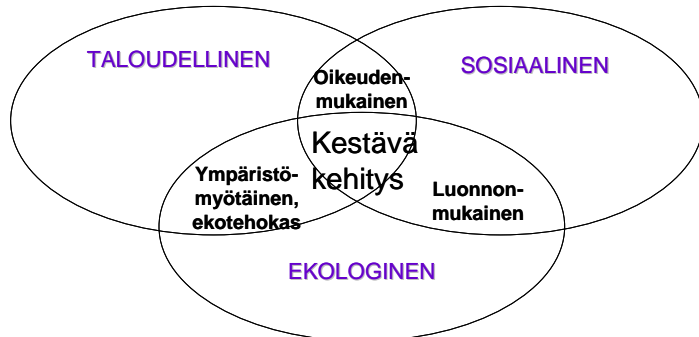 TALOUDELLINEN
SOSIAALINEN
Oikeuden-
mukainen
Kestävä
kehitys
Ympäristö-
myötäinen,
ekotehokas
Luonnon-
mukainen
EKOLOGINEN